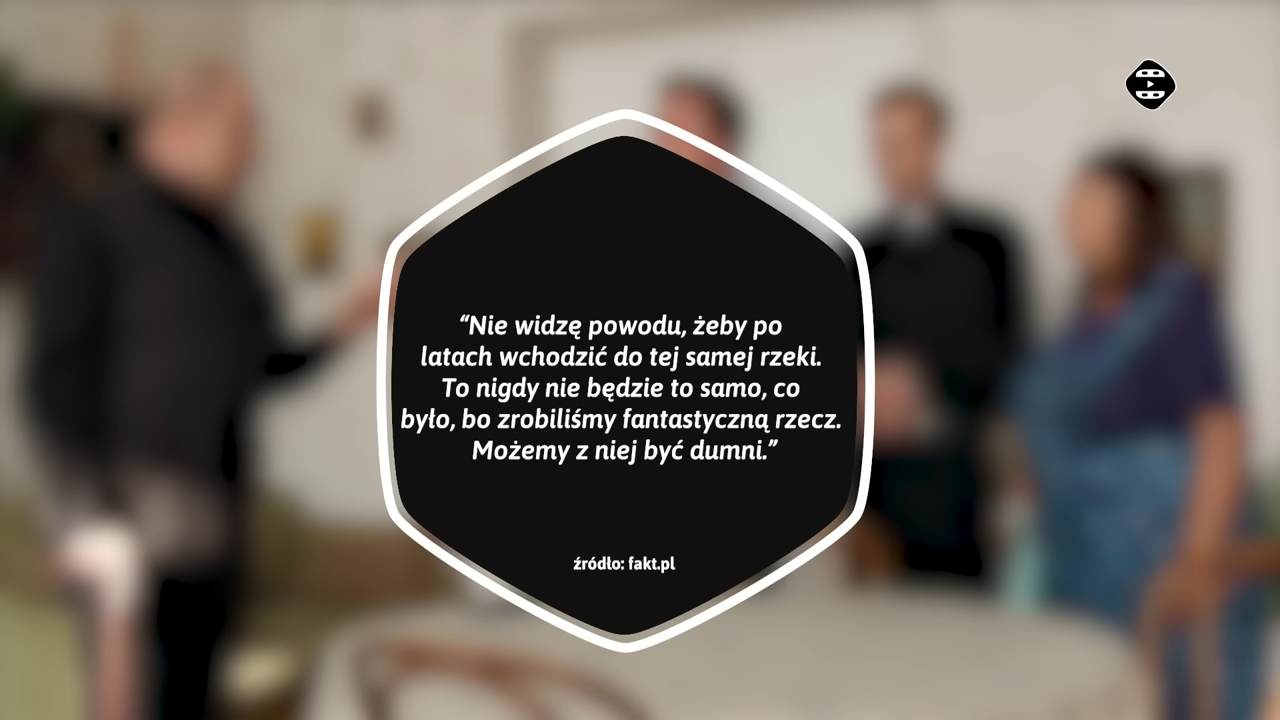 “Nie widzę powodu, żeby po
latach wchodzić do tej samej rzeki.
To nigdy nie będzie to samo, co
było, bo zrobiliśmy fantastyczną rzecz.
Możemy z niej być dumni.”
źródło: fakt.pl